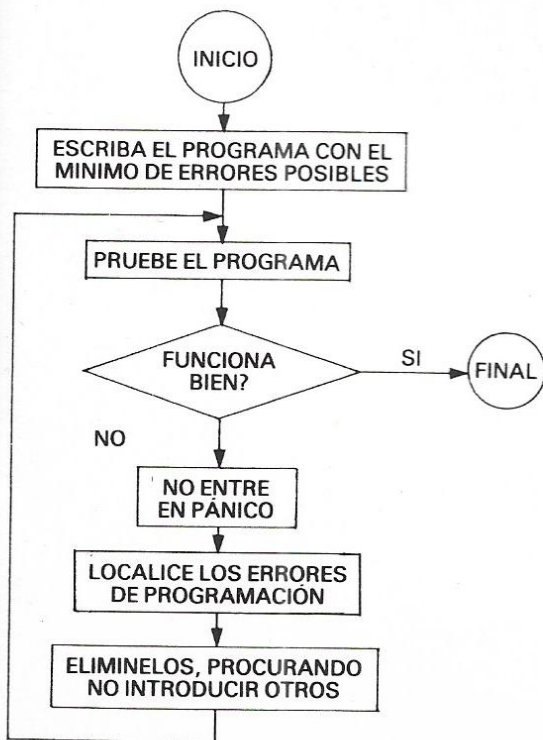 INICIO
ESCRIBA EL PROGRAMA CON EL
MINIMO DE ERRORES POSIBLES
PRUEBE EL PROGRAMA
FUNCIONA
BIEN?
SI
FINAL
NO
NO ENTRE
EN PÁNICO
LOCALICE LOS ERRORES
DE PROGRAMACIÓN
ELIMINELOS, PROCURANDO
NO INTRODUCIR OTROS